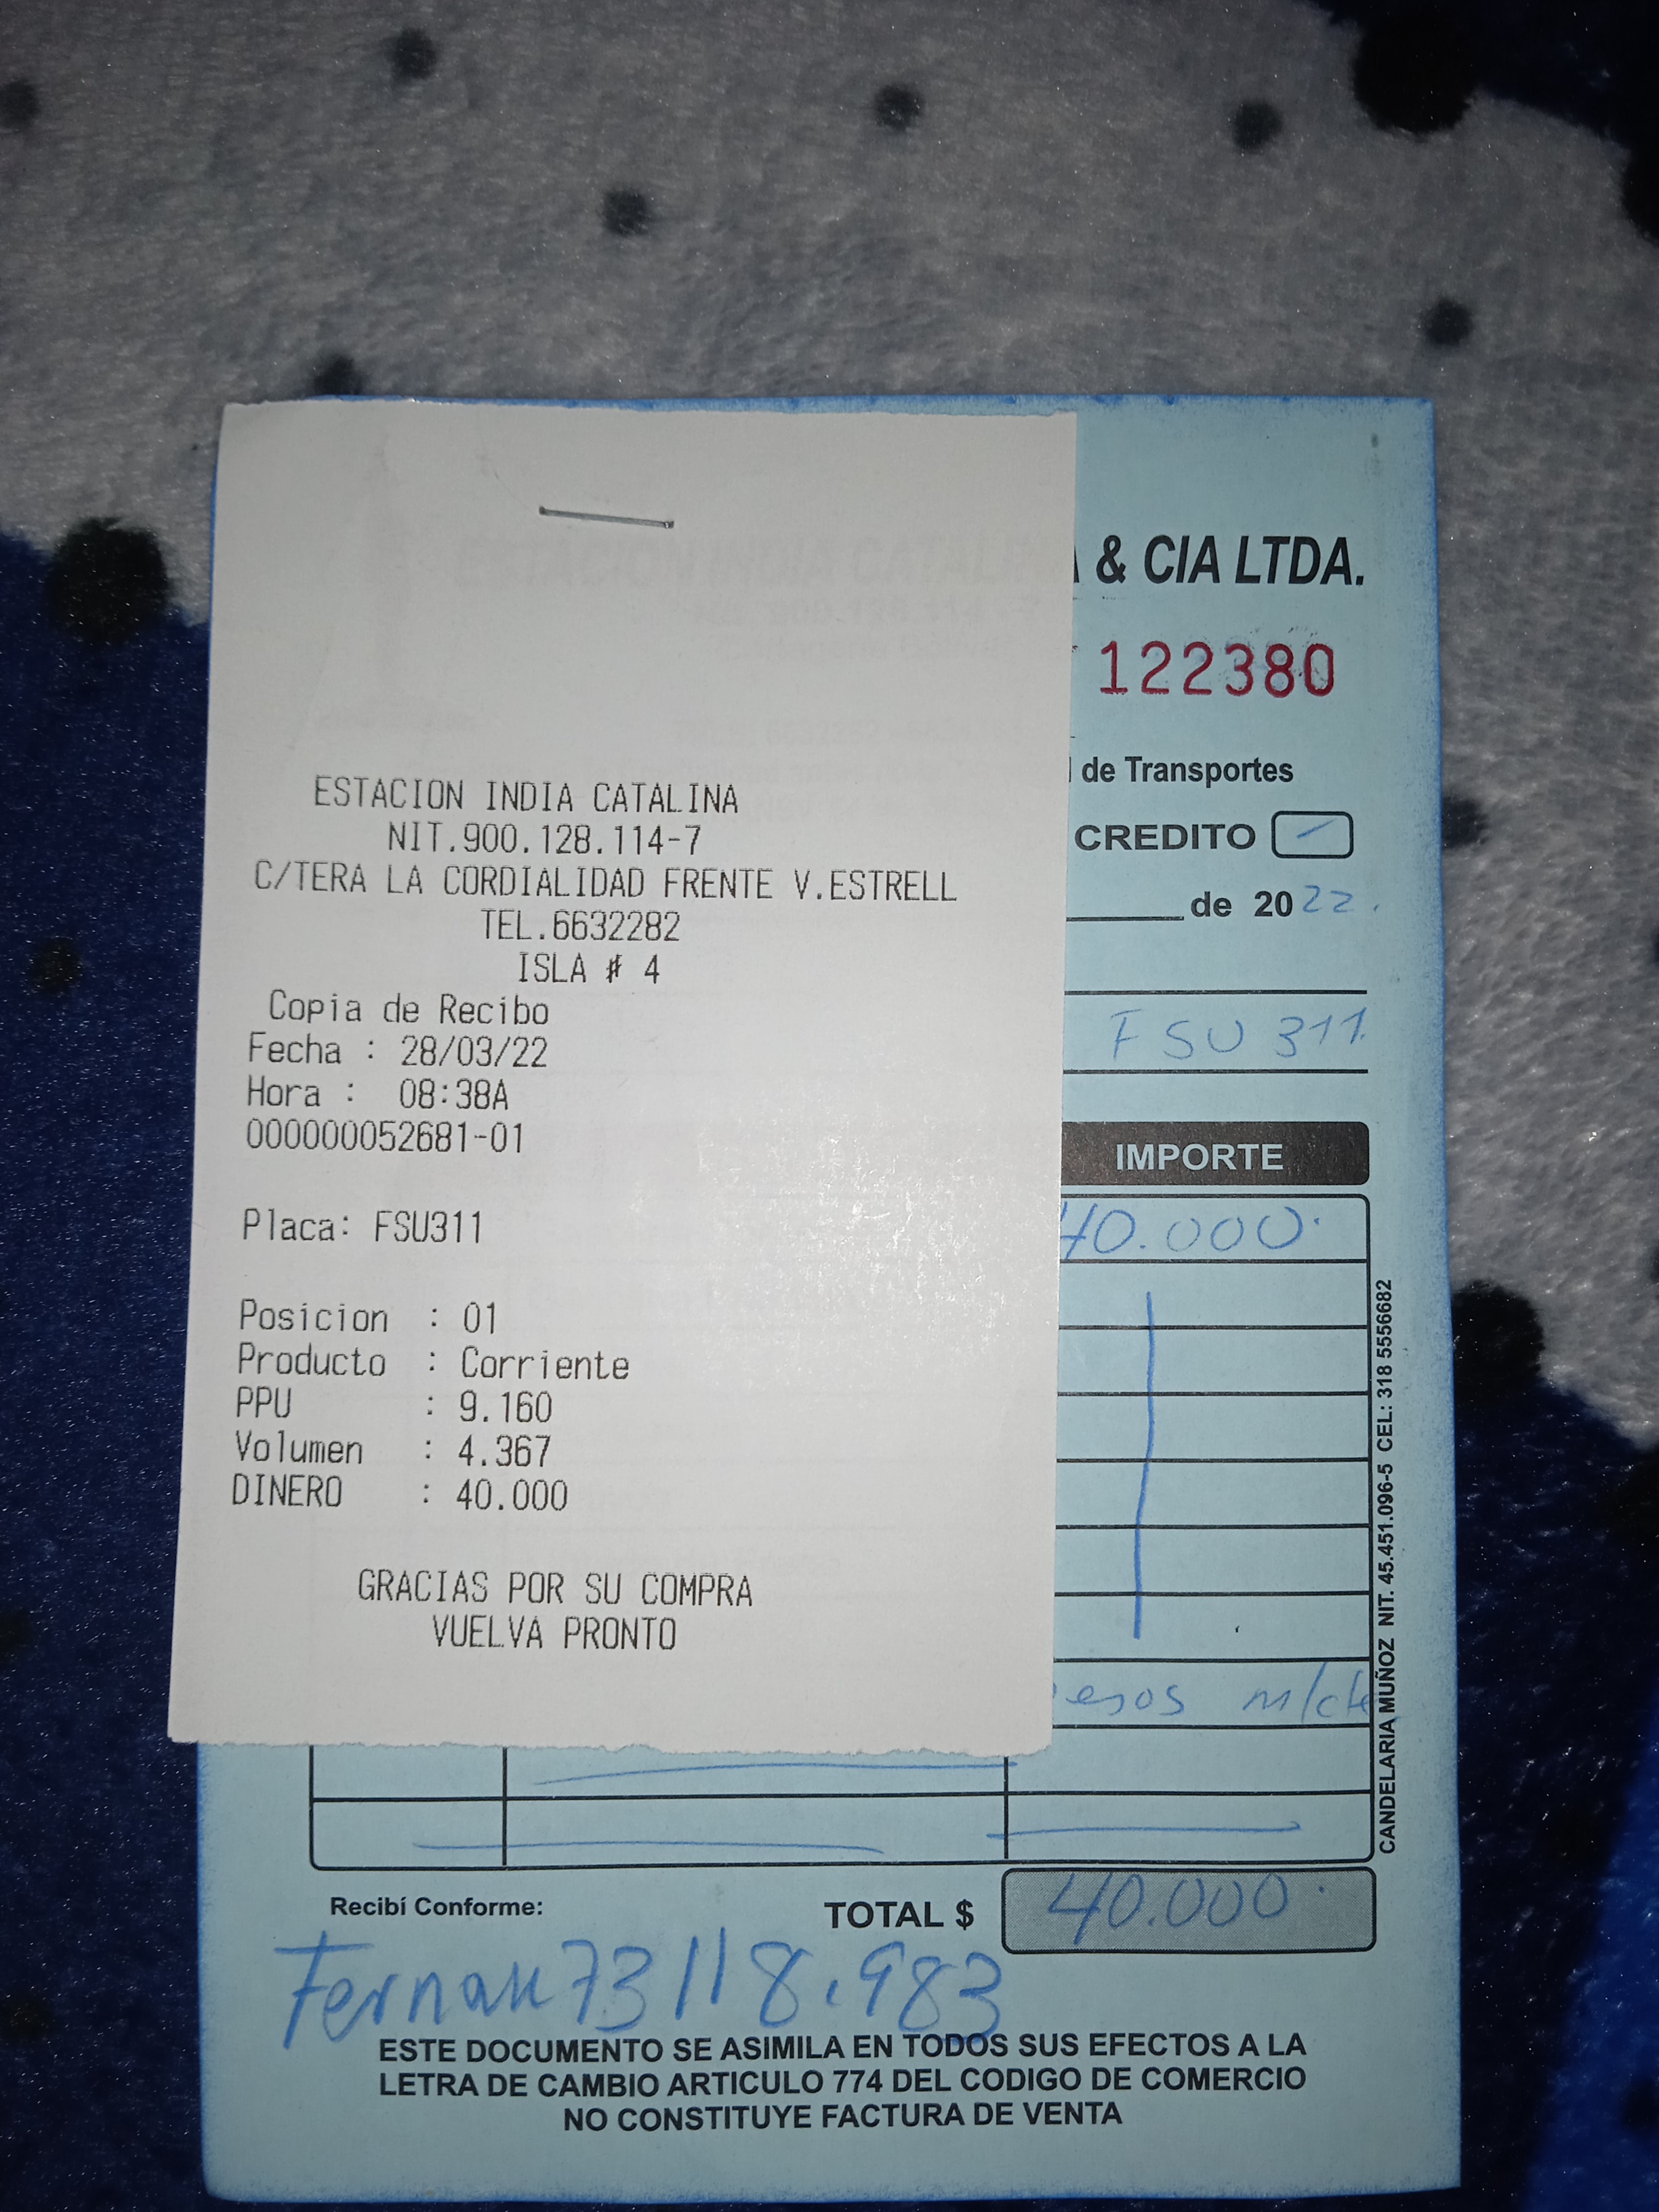 ESTACION INDIA CATALINA
NIT.900.128.114-7
C/TERA LA CORDIALIDAD FRENTE V.ESTRELL
TEL.6632282
ISLA # 4
Copia de Recibo
Fecha : 28/03/22
Hora : 08:38A
000000052681-01
Placa: FSU311
Posicion : 01
Producto : Corriente
PPU : 9.160
Volumen : 4.367
DINERO : 40.000
GRACIAS POR SU COMPRA
VUELVA PRONTO
& CIA LTDA.
122380
de Transportes
CREDITO
de 2022.
FSU 311
IMPORTE
40.000
esos m/cte
CANDELARIA MUÑOZ NIT. 45.451.096-5 CEL: 318 5556682
Recibí Conforme:
TOTAL $ 40.000
73118.983
ESTE DOCUMENTO SE ASIMILA EN TODOS SUS EFECTOS A LA
LETRA DE CAMBIO ARTICULO 774 DEL CODIGO DE COMERCIO
NO CONSTITUYE FACTURA DE VENTA